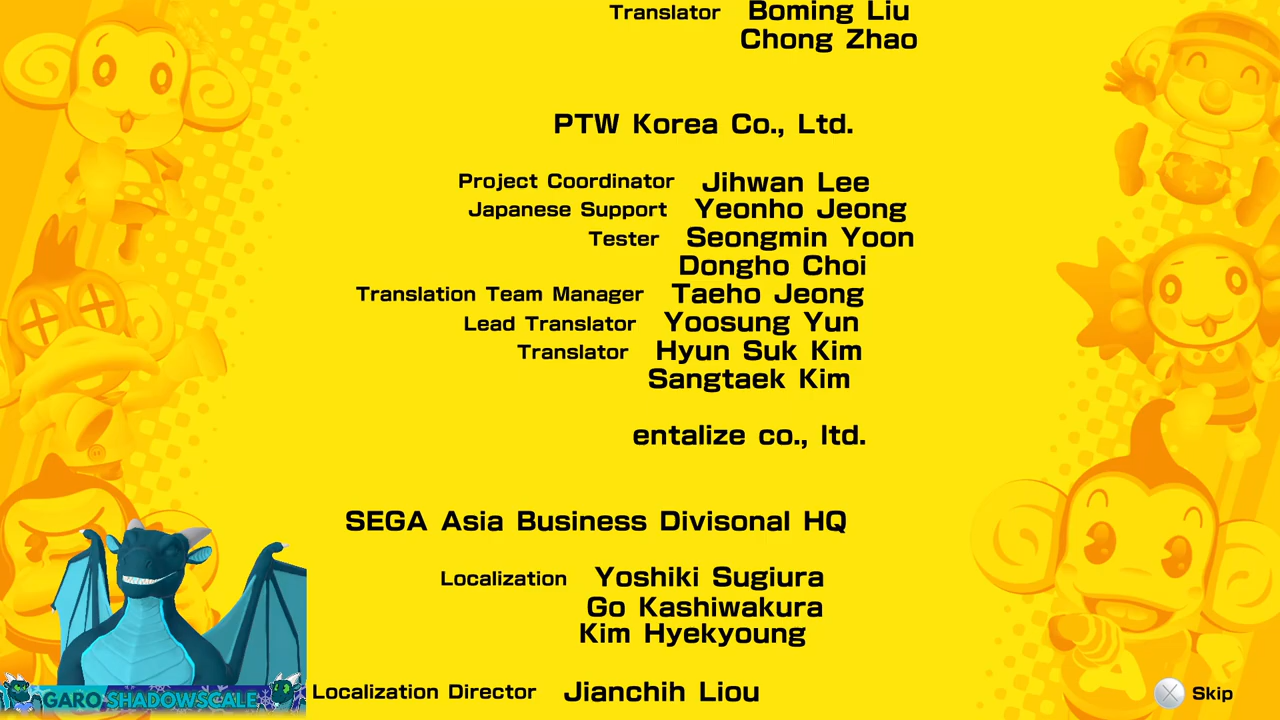 Translator Boming Liu
Chong Zhao
PTW Korea Co., Ltd.
Project Coordinator Jihwan Lee
Japanese Support Yeonho Jeong
Tester Seongmin Yoon
Dongho Choi
Translation Team Manager Taeho Jeong
Lead Translator Yoosung Yun
Translator Hyun Suk Kim
Sangtaek Kim
entalize co., ltd.
SEGA Asia Business Divisonal HQ
Localization Yoshiki Sugiura
Go Kashiwakura
Kim Hyekyoung
Localization Director Jianchih Liou
GARO SHADOWSCALE
Skip